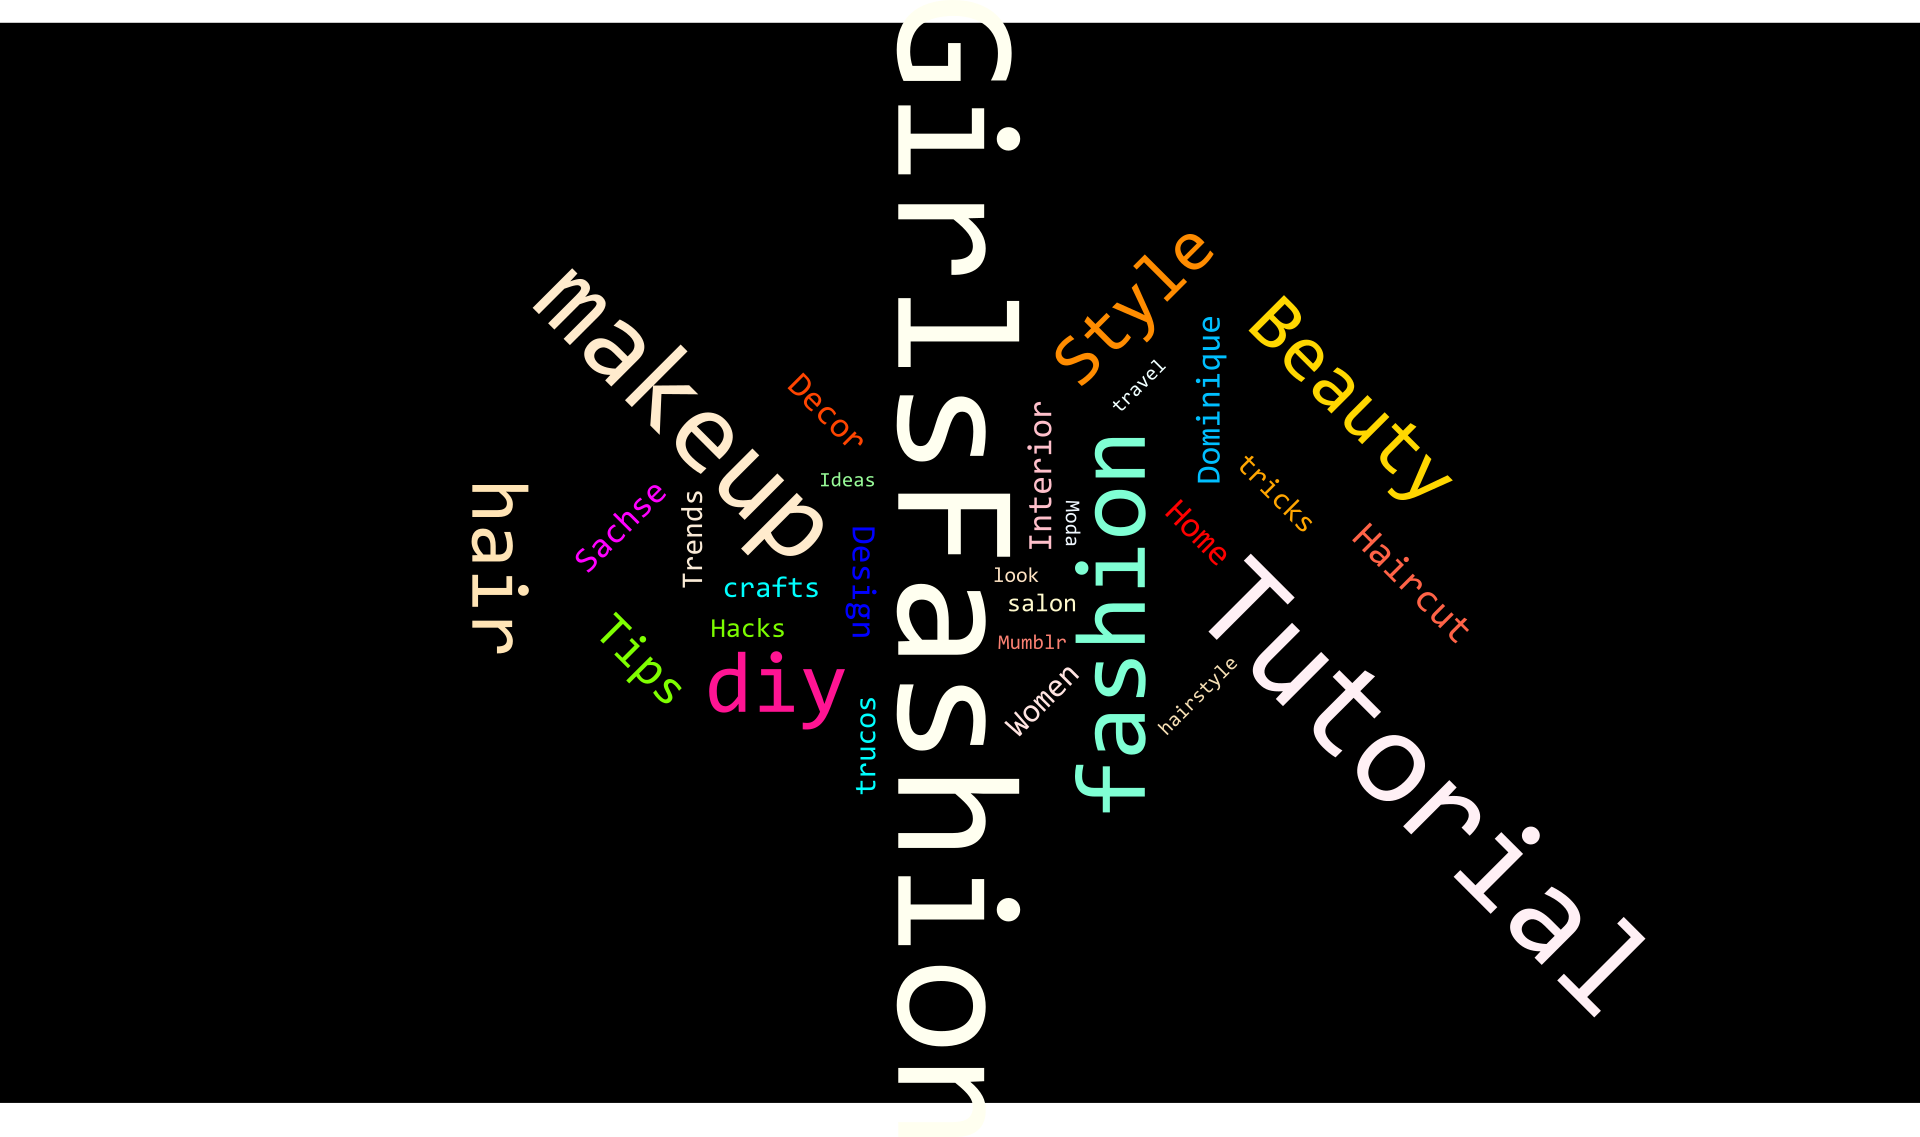 GirlsFashion
Style
makeup
Beauty
Dominique
travel
Decor
Interior
fashion
tricks
Ideas
hair
Sachse
Trends
Moda
Home
Haircut
Design
look
crafts
salon
Tutorial
Hacks
Mumblr
Tips
diy
Women
hairstyle
trucos